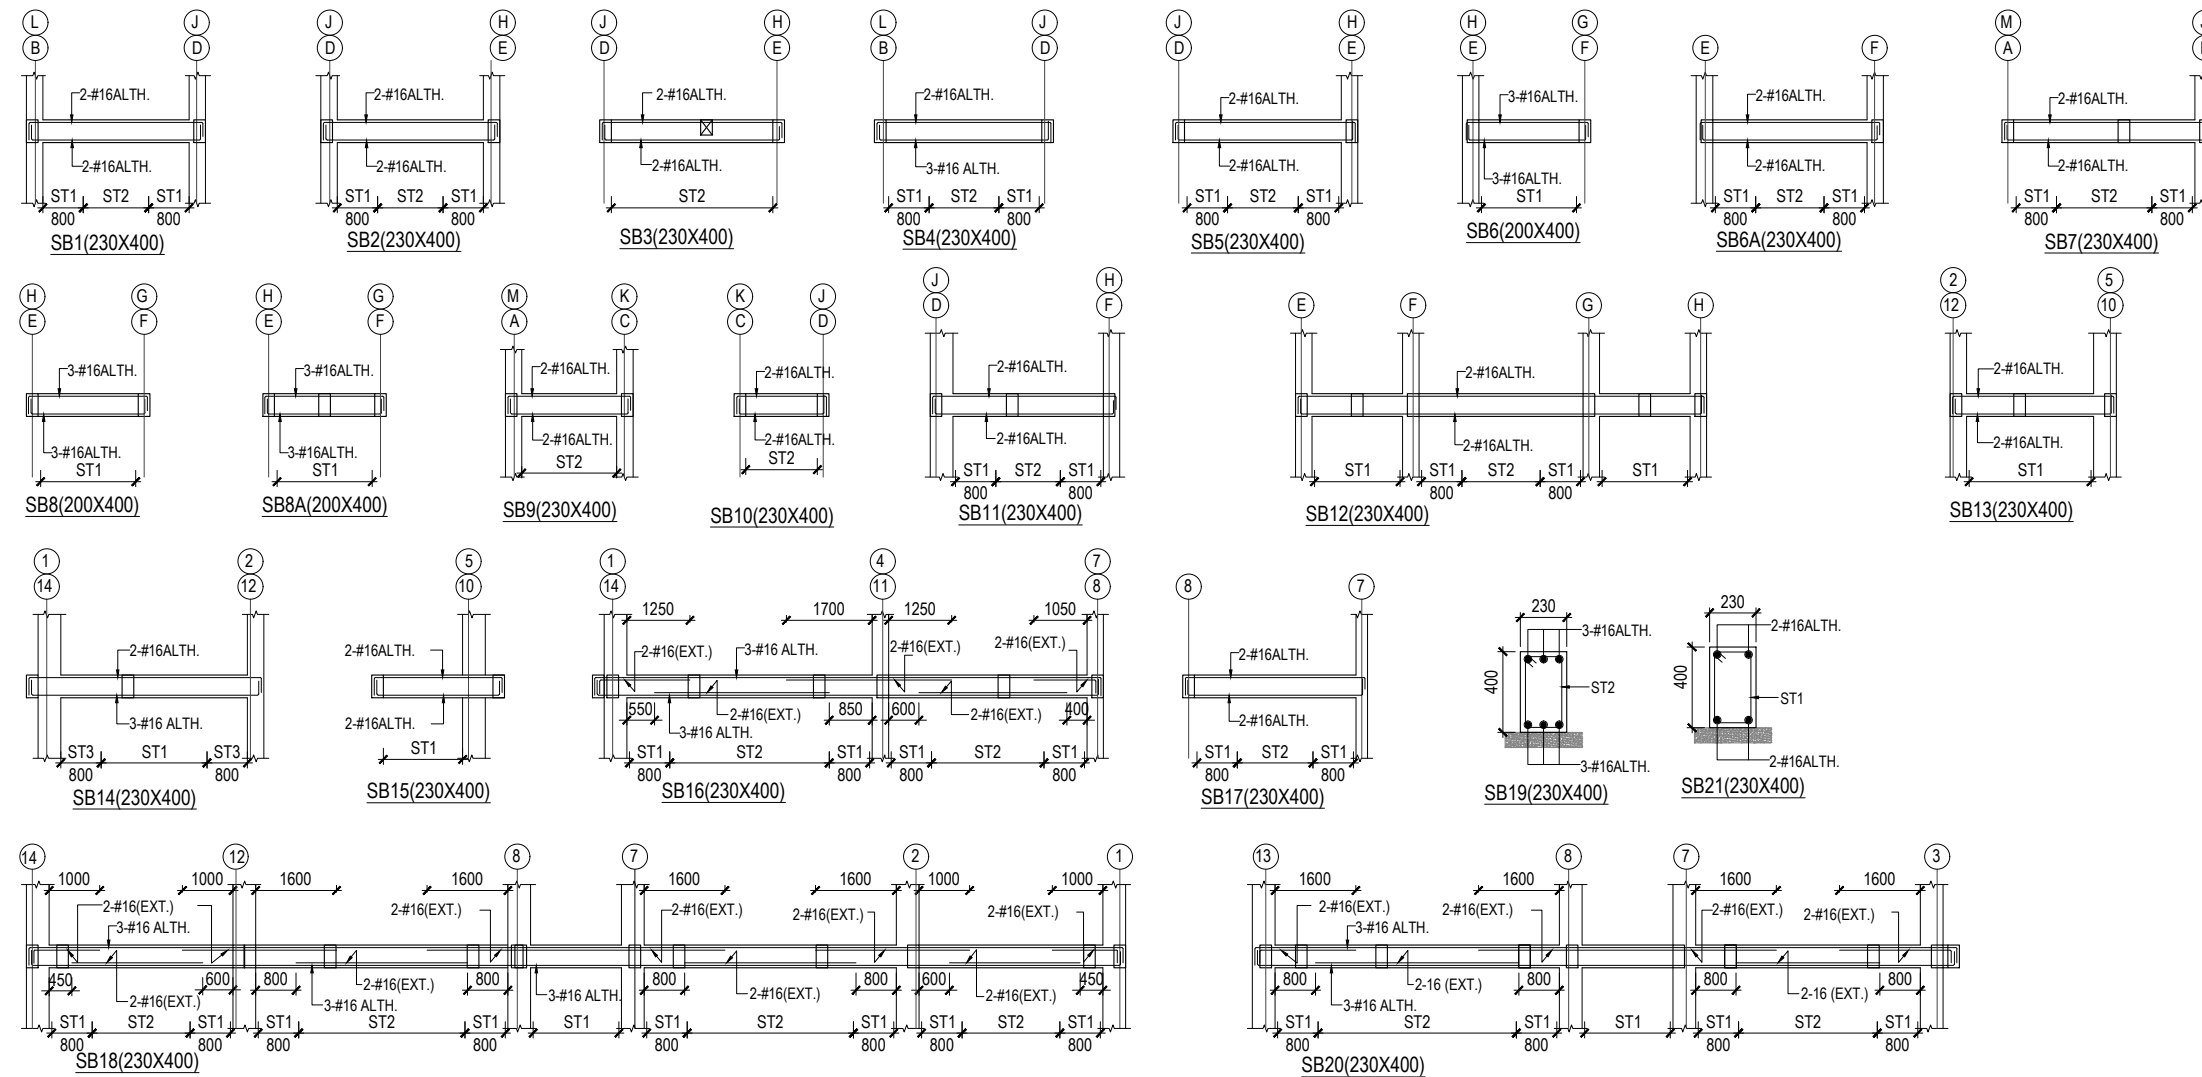 L J J H J H L J J H H G M
B D D E D E B D D E E F E F A
2-#16ALTH. 2-#16ALTH. 2-#16ALTH. 2-#16ALTH. 2-#16ALTH. 3-#16ALTH. 2-#16ALTH. 2-#16ALTH.
2-#16ALTH. 2-#16ALTH. 2-#16ALTH. 3-#16 ALTH. 2-#16ALTH. 3-#16ALTH. 2-#16ALTH. 2-#16ALTH.
ST1 ST2 ST1 ST1 ST2 ST1 ST2 ST1 ST2 ST1 ST1 ST2 ST1 ST1 ST1 ST2 ST1 ST1 ST2 ST1
800 800 800 800 800 800 800 800 800 800 800 800
SB1(230X400) SB2(230X400) SB3(230X400) SB4(230X400) SB5(230X400) SB6(200X400) SB6A(230X400) SB7(230X400)
H G H G M K K J J H 2 5
E F E F A C C D D F E F G H 12 10
3-#16ALTH. 3-#16ALTH. 2-#16ALTH. 2-#16ALTH. 2-#16ALTH. 2-#16ALTH. 2-#16ALTH.
3-#16ALTH. 3-#16ALTH. 2-#16ALTH. 2-#16ALTH. 2-#16ALTH. 2-#16ALTH. 2-#16ALTH.
ST1 ST1 ST2 ST2 ST1 ST2 ST1 ST1 ST1 ST2 ST1 ST1 ST1
800 800 800 800
SB8(200X400) SB8A(200X400) SB9(230X400) SB10(230X400) SB11(230X400) SB12(230X400) SB13(230X400)
1 2 5 1 4 7
14 12 10 14 11 8 8 7
1250 1700 1250 1050 230 230
2-#16ALTH. 2-#16ALTH. 2-#16(EXT.) 3-#16 ALTH. 2-#16(EXT.) 2-#16(EXT.) 2-#16ALTH. 3-#16ALTH. 2-#16ALTH.
400 ST2 400 ST1
3-#16 ALTH. 2-#16ALTH. 550 2-#16(EXT.) 850 600 2-#16(EXT.) 400 2-#16ALTH.
3-#16 ALTH.
ST3 ST1 ST3 ST1 ST1 ST2 ST1 ST1 ST2 ST1 ST1 ST2 ST1 3-#16ALTH. 2-#16ALTH.
800 800 800 800 800 800 800 800
SB14(230X400) SB15(230X400) SB16(230X400) SB17(230X400) SB19(230X400) SB21(230X400)
14 12 8 7 2 1 13 8 7 3
1000 1000 1600 1600 1600 1600 1000 1000 1600 1600 1600 1600
2-#16(EXT.) 2-#16(EXT.) 2-#16(EXT.) 2-#16(EXT.) 2-#16(EXT.) 2-#16(EXT.) 2-#16(EXT.) 2-#16(EXT.) 2-#16(EXT.)
3-#16 ALTH. 3-#16 ALTH.
450 600 800 800 800 800 600 450 800 800 800 800
2-#16(EXT.) 2-#16(EXT.) 2-#16(EXT.) 2-#16(EXT.) 2-16 (EXT.) 2-16 (EXT.)
3-#16 ALTH. 3-#16 ALTH. 3-#16 ALTH.
ST1 ST2 ST1 ST1 ST2 ST1 ST1 ST1 ST2 ST1 ST1 ST2 ST1 ST1 ST2 ST1 ST1 ST1 ST2 ST1
800 800 800 800 800 800 800 800 800 800 800 800
SB18(230X400) SB20(230X400)